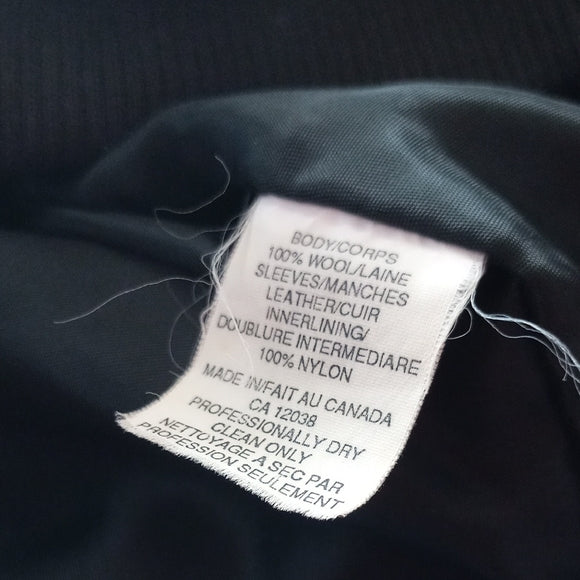 BODY/CORPS
100% WOOL/LAINE
SLEEVES/MANCHES
LEATHER/CUIR
INNERLINING/
DOUBLURE INTERMEDIARE
100% NYLON
MADE IN/FAIT AU CANADA
CA 12038
PROFESSIONALLY DRY
CLEAN ONLY
NETTOYAGE A SEC PAR
PROFESSION SEULEMENT